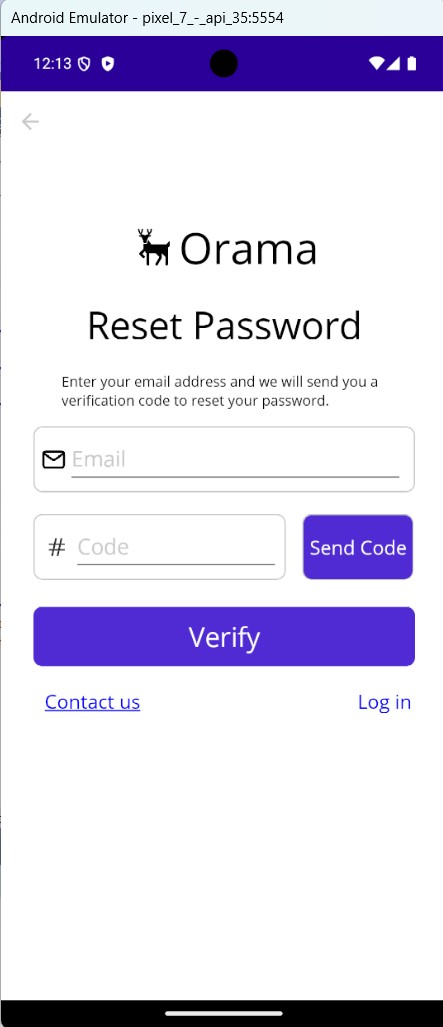 Android Emulator - pixel_7_-_api_35:5554
12:13
Orama
Reset Password
Enter your email address and we will send you a
verification code to reset your password.
Email
# Code
Send Code
Verify
Contact us
Log in